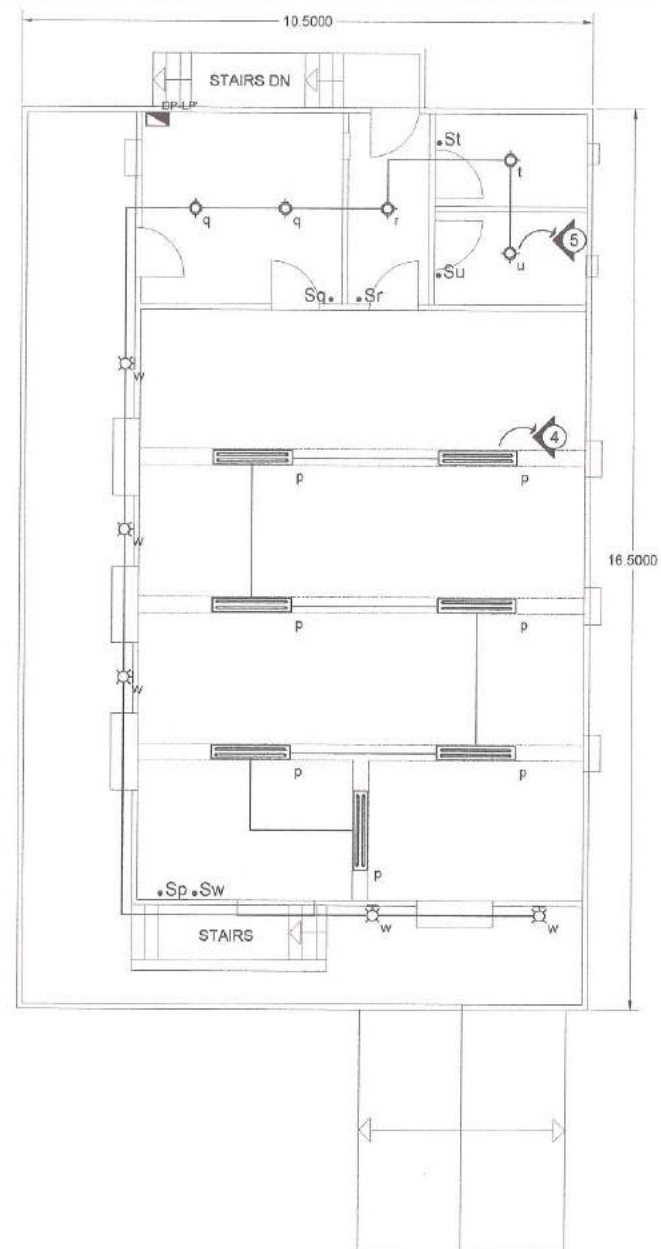 10.5000
STAIRS DN
DP-LP'
St
t
q
q
r
u
5
Su
Sq
Sr
w
4
p
p
w
p
p
16.5000
w
p
p
p
Sp
Sw
w
w
STAIRS